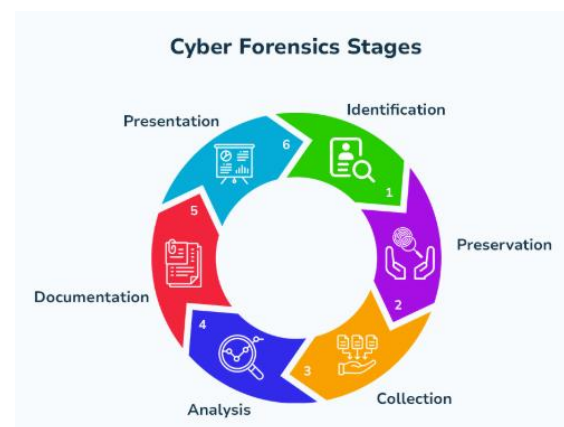 Cyber Forensics Stages
Identification
1
Preservation
2
Collection
3
Analysis
4
Documentation
5
Presentation
6